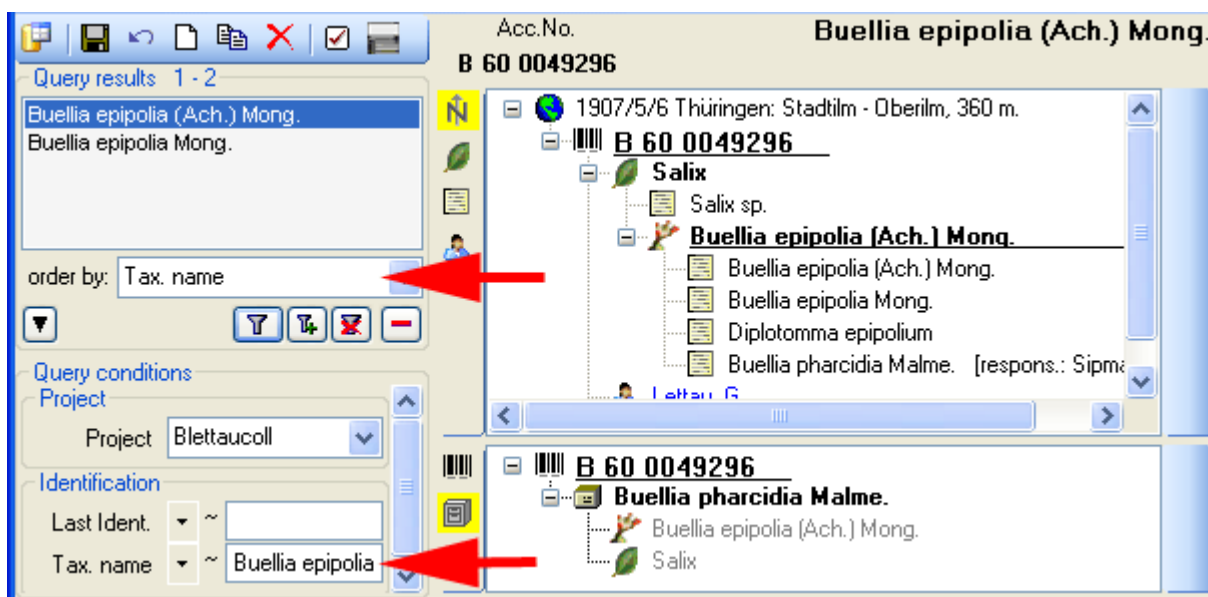 Acc.No.
Buellia epipolia (Ach.) Mong.
B 60 0049296
Query results 1 - 2
Buellia epipolia (Ach.) Mong.
Buellia epipolia Mong.
order by: Tax. name
Query conditions
Project
Project Blettaucoll
Identification
Last Ident. ~
Tax. name ~ Buellia epipolia
1907/5/6 Thüringen: Stadtilm - Oberilm, 360 m.
B 60 0049296
Salix
Salix sp.
Buellia epipolia (Ach.) Mong.
Buellia epipolia (Ach.) Mong.
Buellia epipolia Mong.
Diplotomma epipolium
Buellia pharcidia Malme. [respons.: Sipma
Lettau, G.
B 60 0049296
Buellia pharcidia Malme.
Buellia epipolia (Ach.) Mong.
Salix